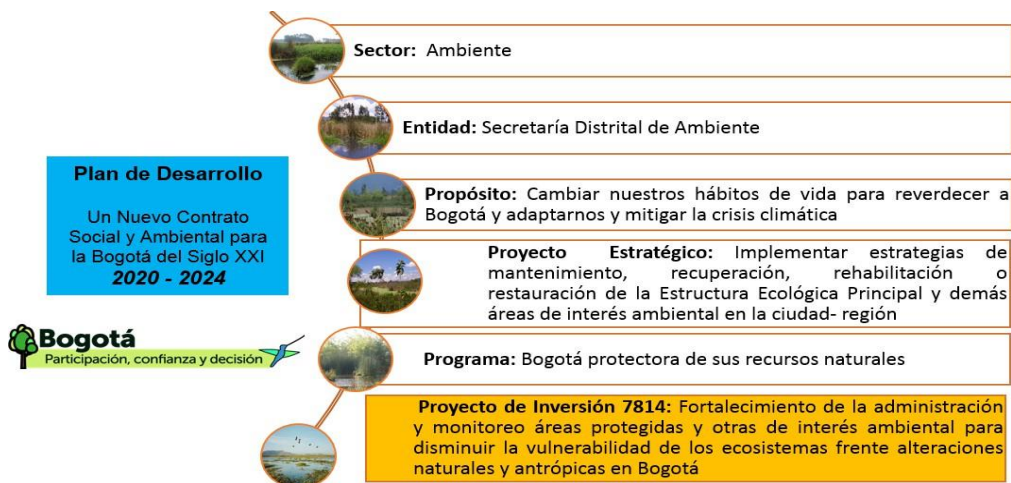 Sector: Ambiente
Entidad: Secretaría Distrital de Ambiente
Plan de Desarrollo
Un Nuevo Contrato
Social y Ambiental para
la Bogotá del Siglo XXI
2020 - 2024
Propósito: Cambiar nuestros hábitos de vida para reverdecer a
Bogotá y adaptarnos y mitigar la crisis climática
Proyecto Estratégico: Implementar estrategias de
mantenimiento, recuperación, rehabilitación o
restauración de la Estructura Ecológica Principal y demás
áreas de interés ambiental en la ciudad- región
Bogotá
Participación, confianza y decisión
Programa: Bogotá protectora de sus recursos naturales
Proyecto de Inversión 7814: Fortalecimiento de la administración
y monitoreo áreas protegidas y otras de interés ambiental para
disminuir la vulnerabilidad de los ecosistemas frente alteraciones
naturales y antrópicas en Bogotá